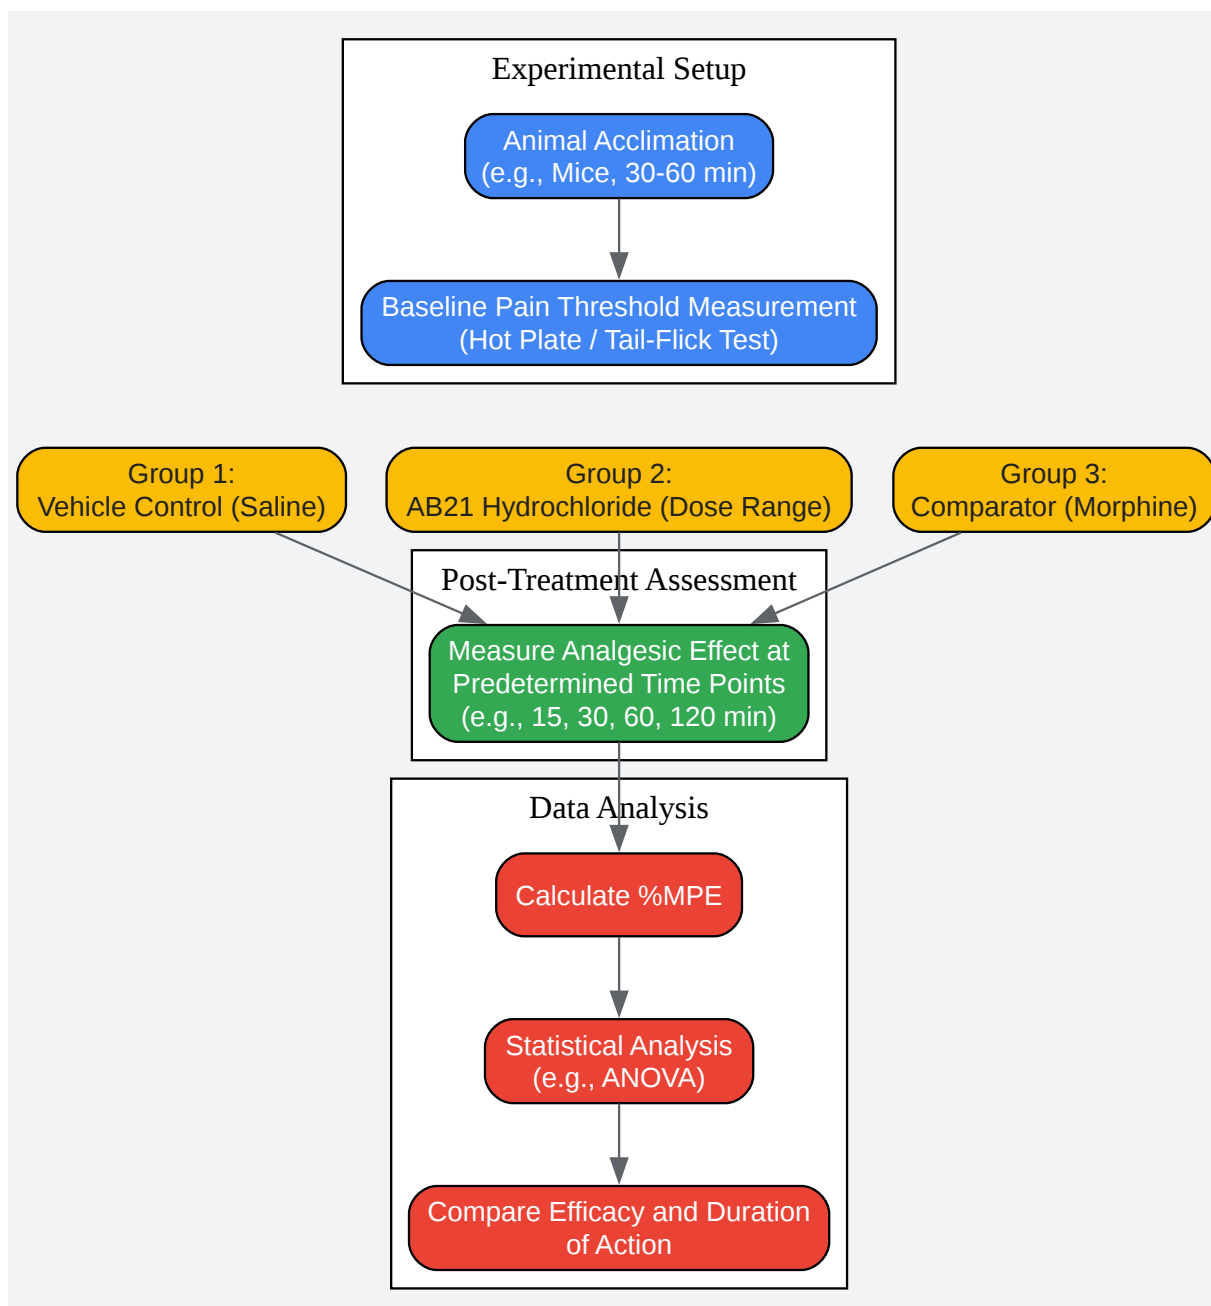 Experimental Setup
Animal Acclimation
(e.g., Mice, 30-60 min)
Baseline Pain Threshold Measurement
(Hot Plate / Tail-Flick Test)
Group 1:
Vehicle Control (Saline)
Group 2:
AB21 Hydrochloride (Dose Range)
Group 3:
Comparator (Morphine)
Post-Treatment Assessment
Measure Analgesic Effect at
Predetermined Time Points
(e.g., 15, 30, 60, 120 min)
Data Analysis
Calculate %MPE
Statistical Analysis
(e.g., ANOVA)
Compare Efficacy and Duration
of Action